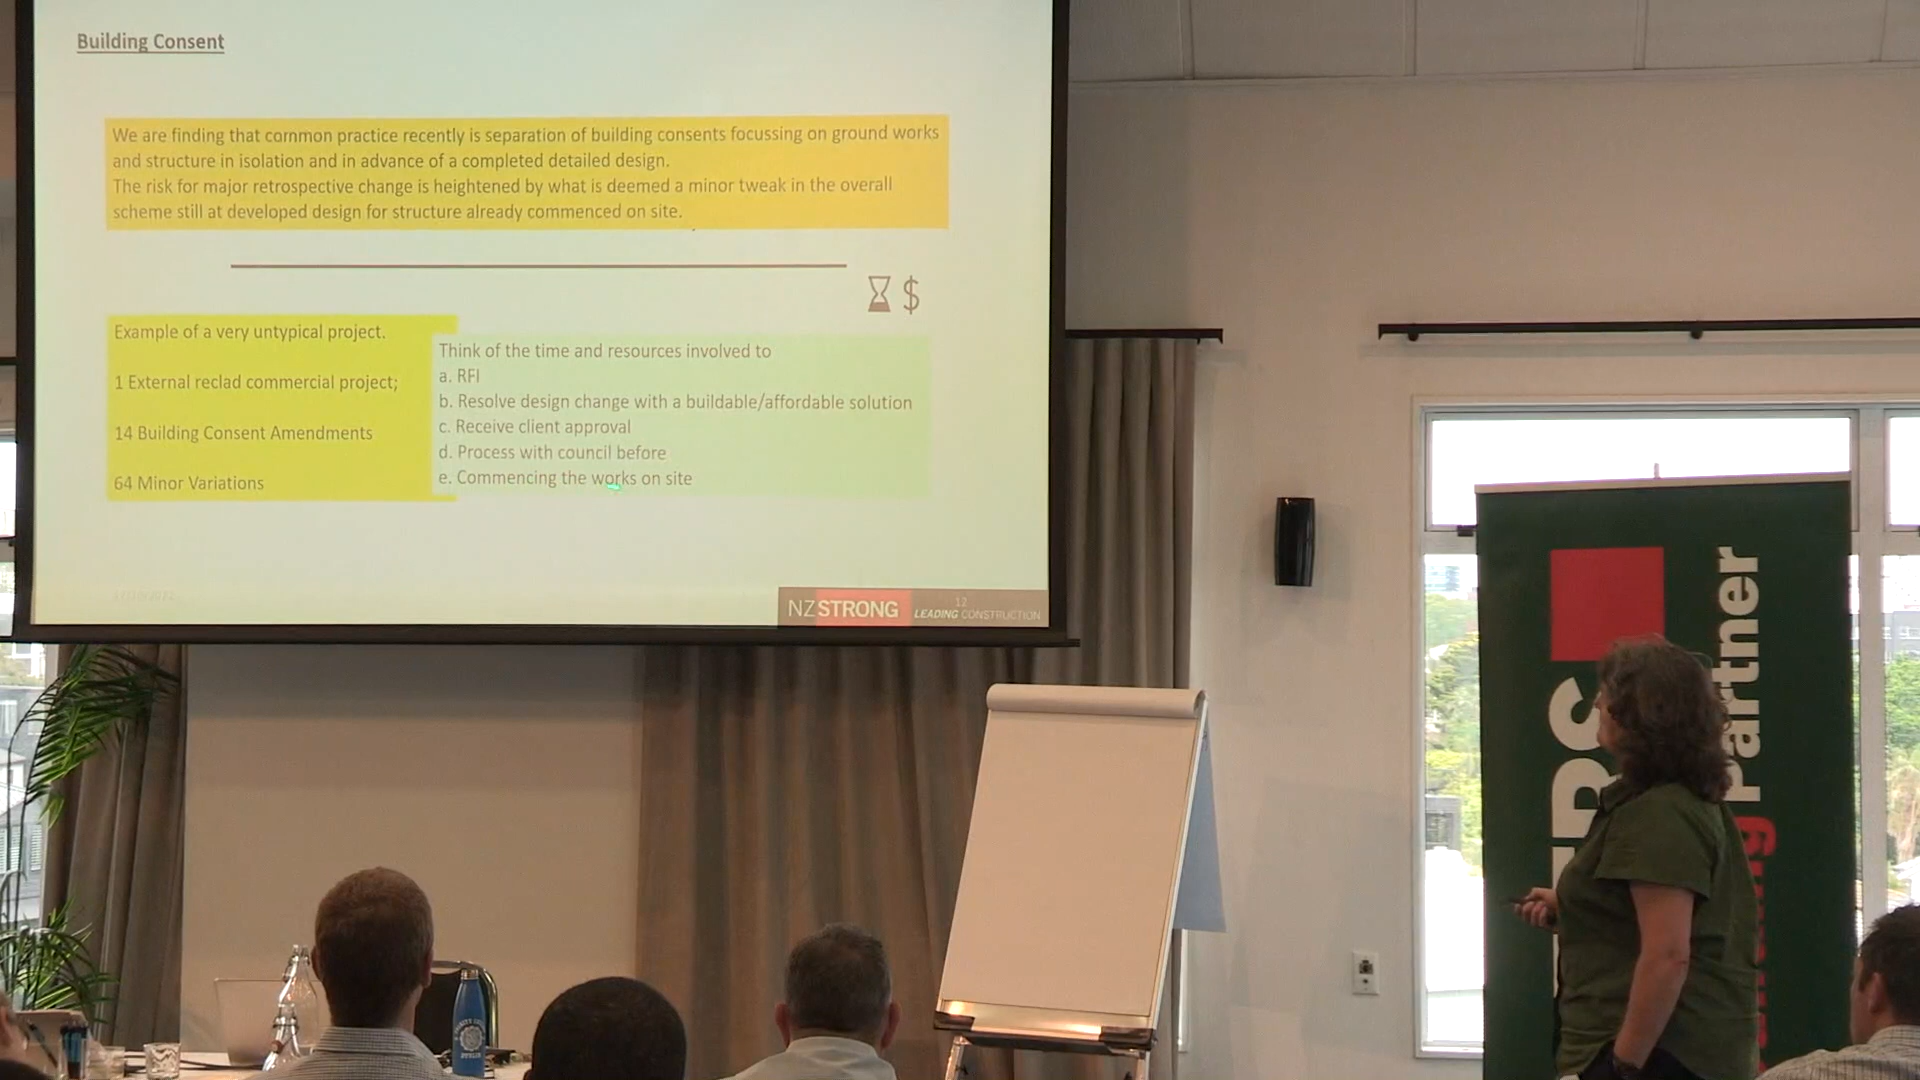 Building Consent
We are finding that common practice recently is separation of building consents focussing on ground works
and structure in isolation and in advance of a completed detailed design.
The risk for major retrospective change is heightened by what is deemed a minor tweak in the overall
scheme still at developed design for structure already commenced on site.
$
Example of a very untypical project.
1 External reclad commercial project;
14 Building Consent Amendments
64 Minor Variations
Think of the time and resources involved to
a. RFI
b. Resolve design change with a buildable/affordable solution
c. Receive client approval
d. Process with council before
e. Commencing the works on site
NZSTRONG
12
LEADING CONSTRUCTION
Partner